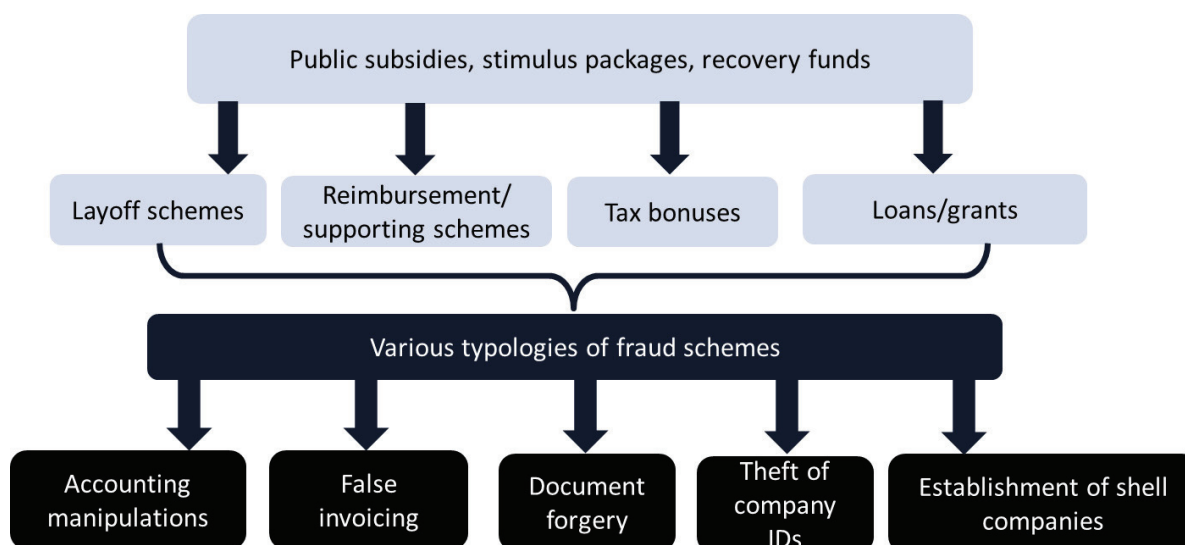 Public subsidies, stimulus packages, recovery funds
Layoff schemes
Reimbursement/
supporting schemes
Tax bonuses
Loans/grants
Various typologies of fraud schemes
Accounting
manipulations
False
invoicing
Document
forgery
Theft of
company
IDs
Establishment of shell
companies